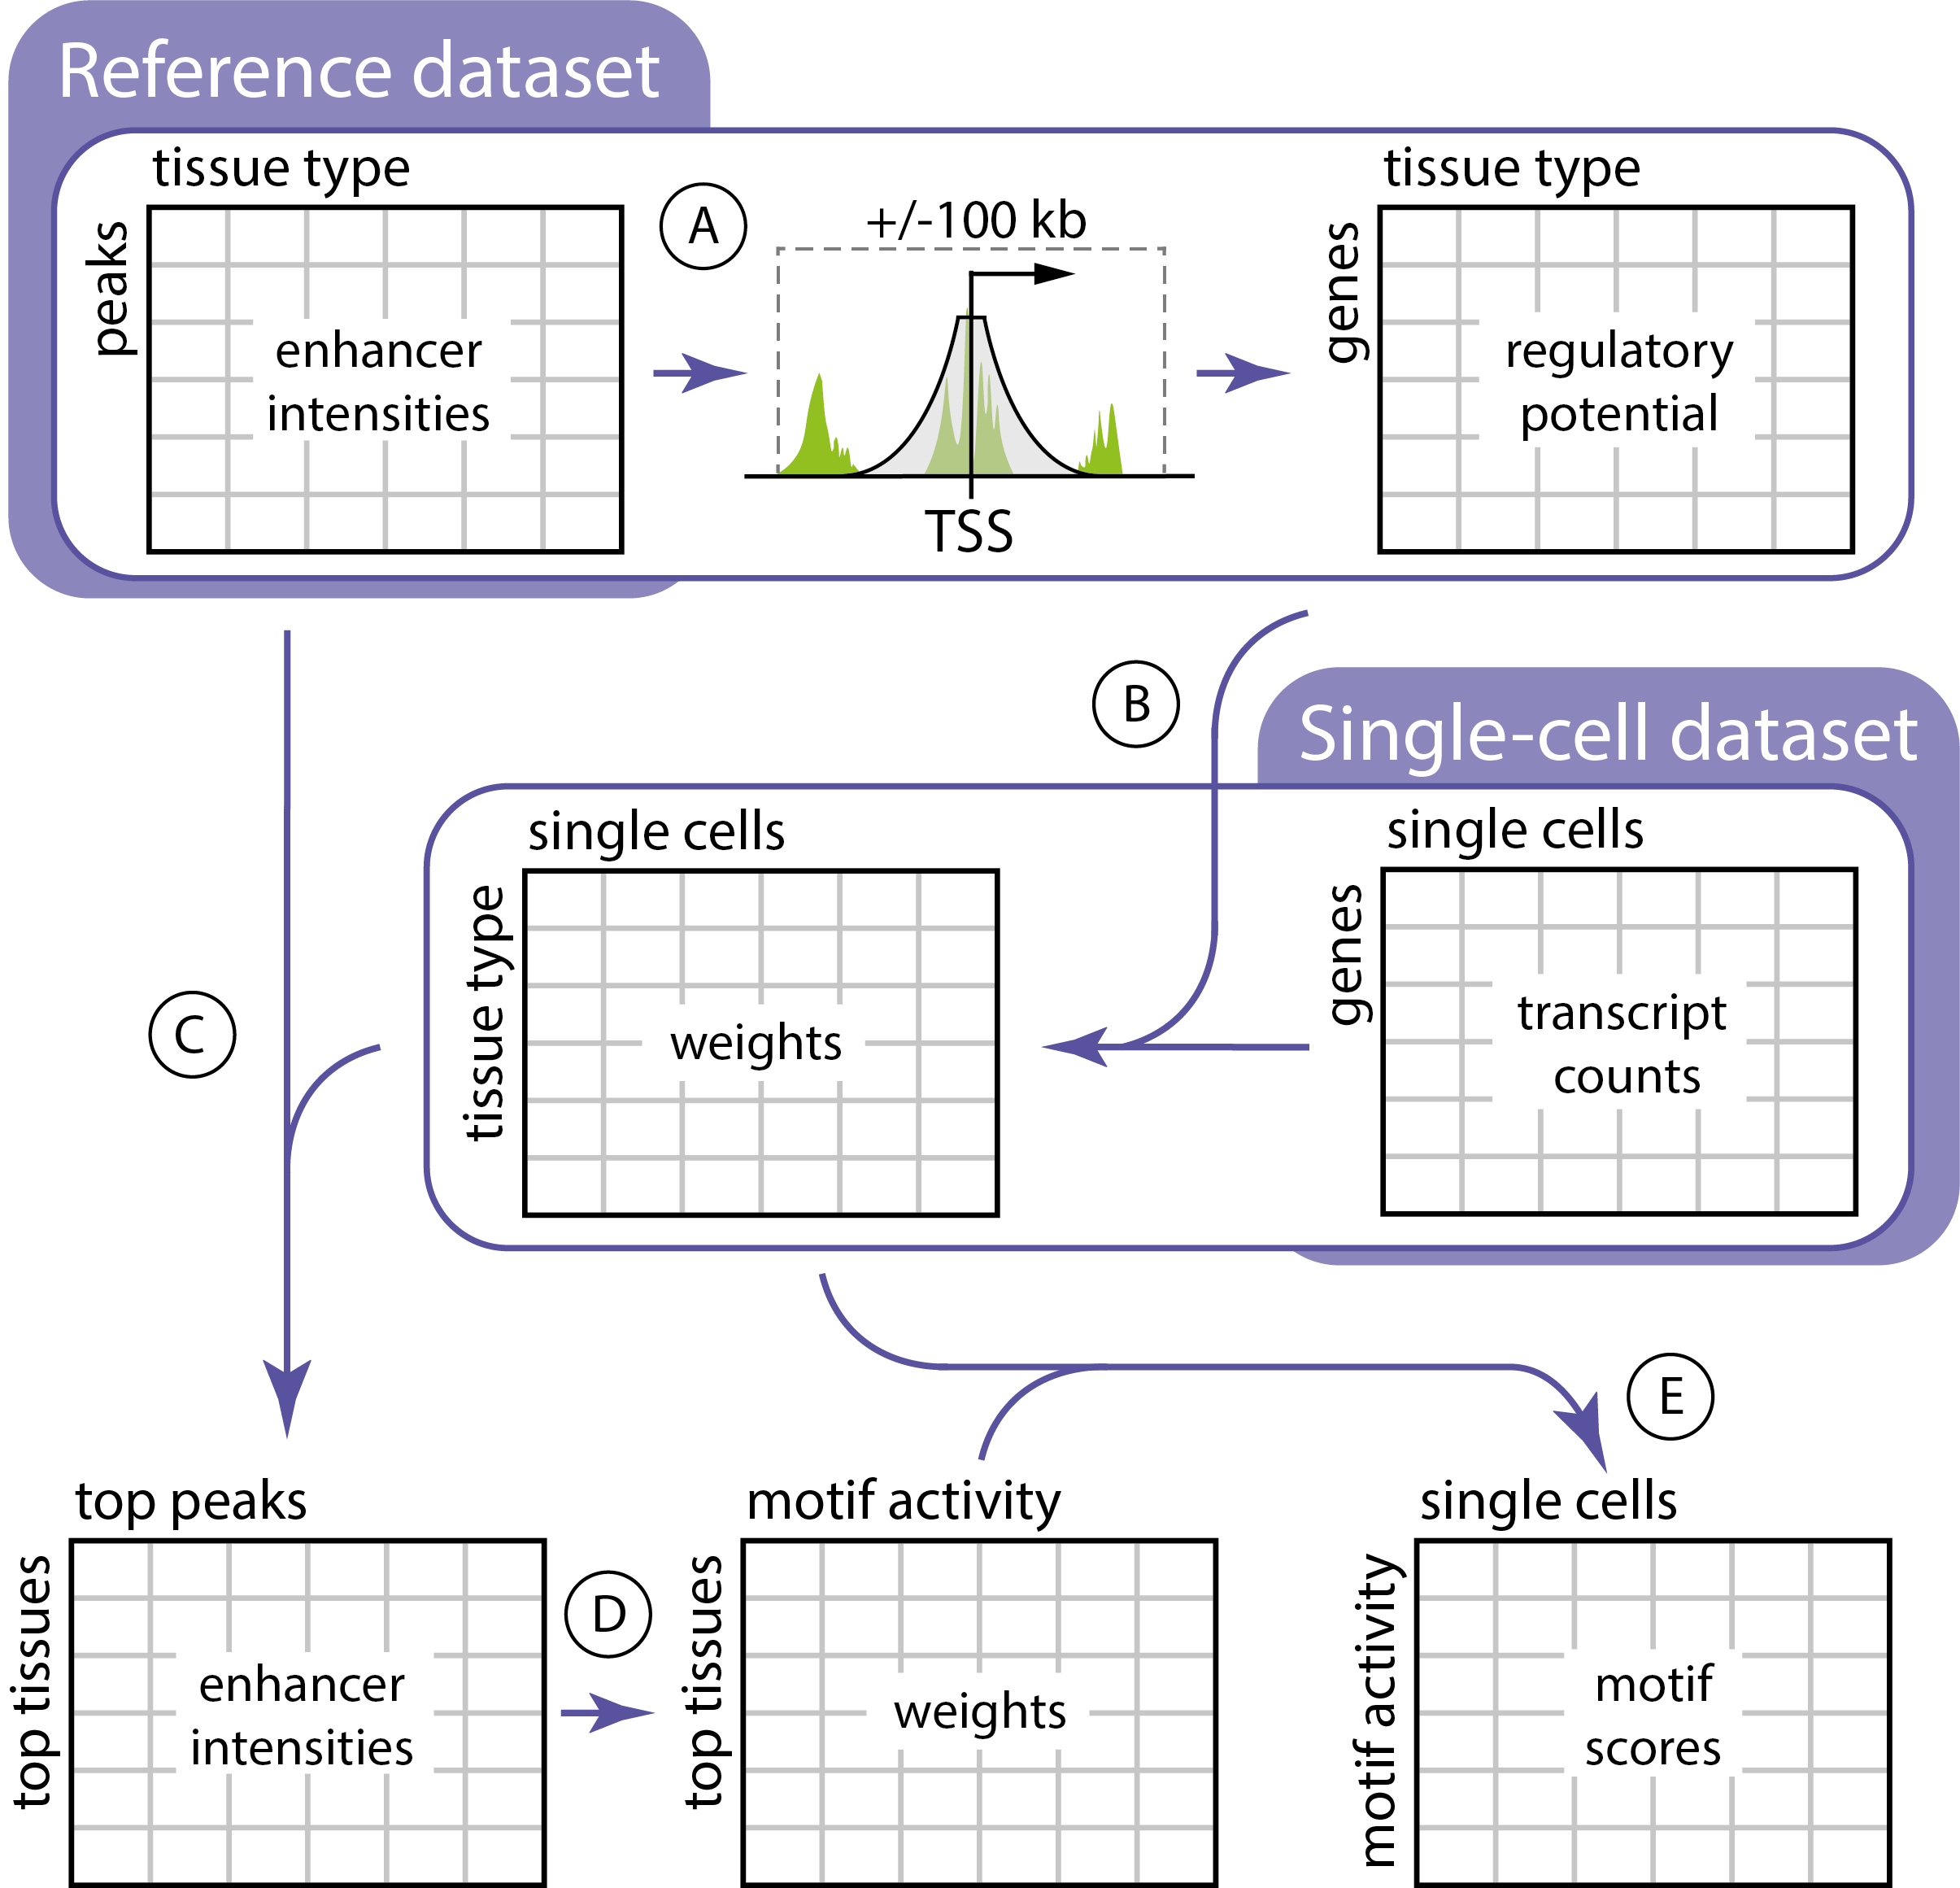 Reference dataset
tissue type
peaks
enhancer
intensities
A
+/-100 kb
TSS
tissue type
genes
regulatory
potential
B
Single-cell dataset
single cells
tissue type
weights
single cells
genes
transcript
counts
C
E
top peaks
top tissues
enhancer
intensities
D
motif activity
top tissues
weights
single cells
motif activity
motif
scores